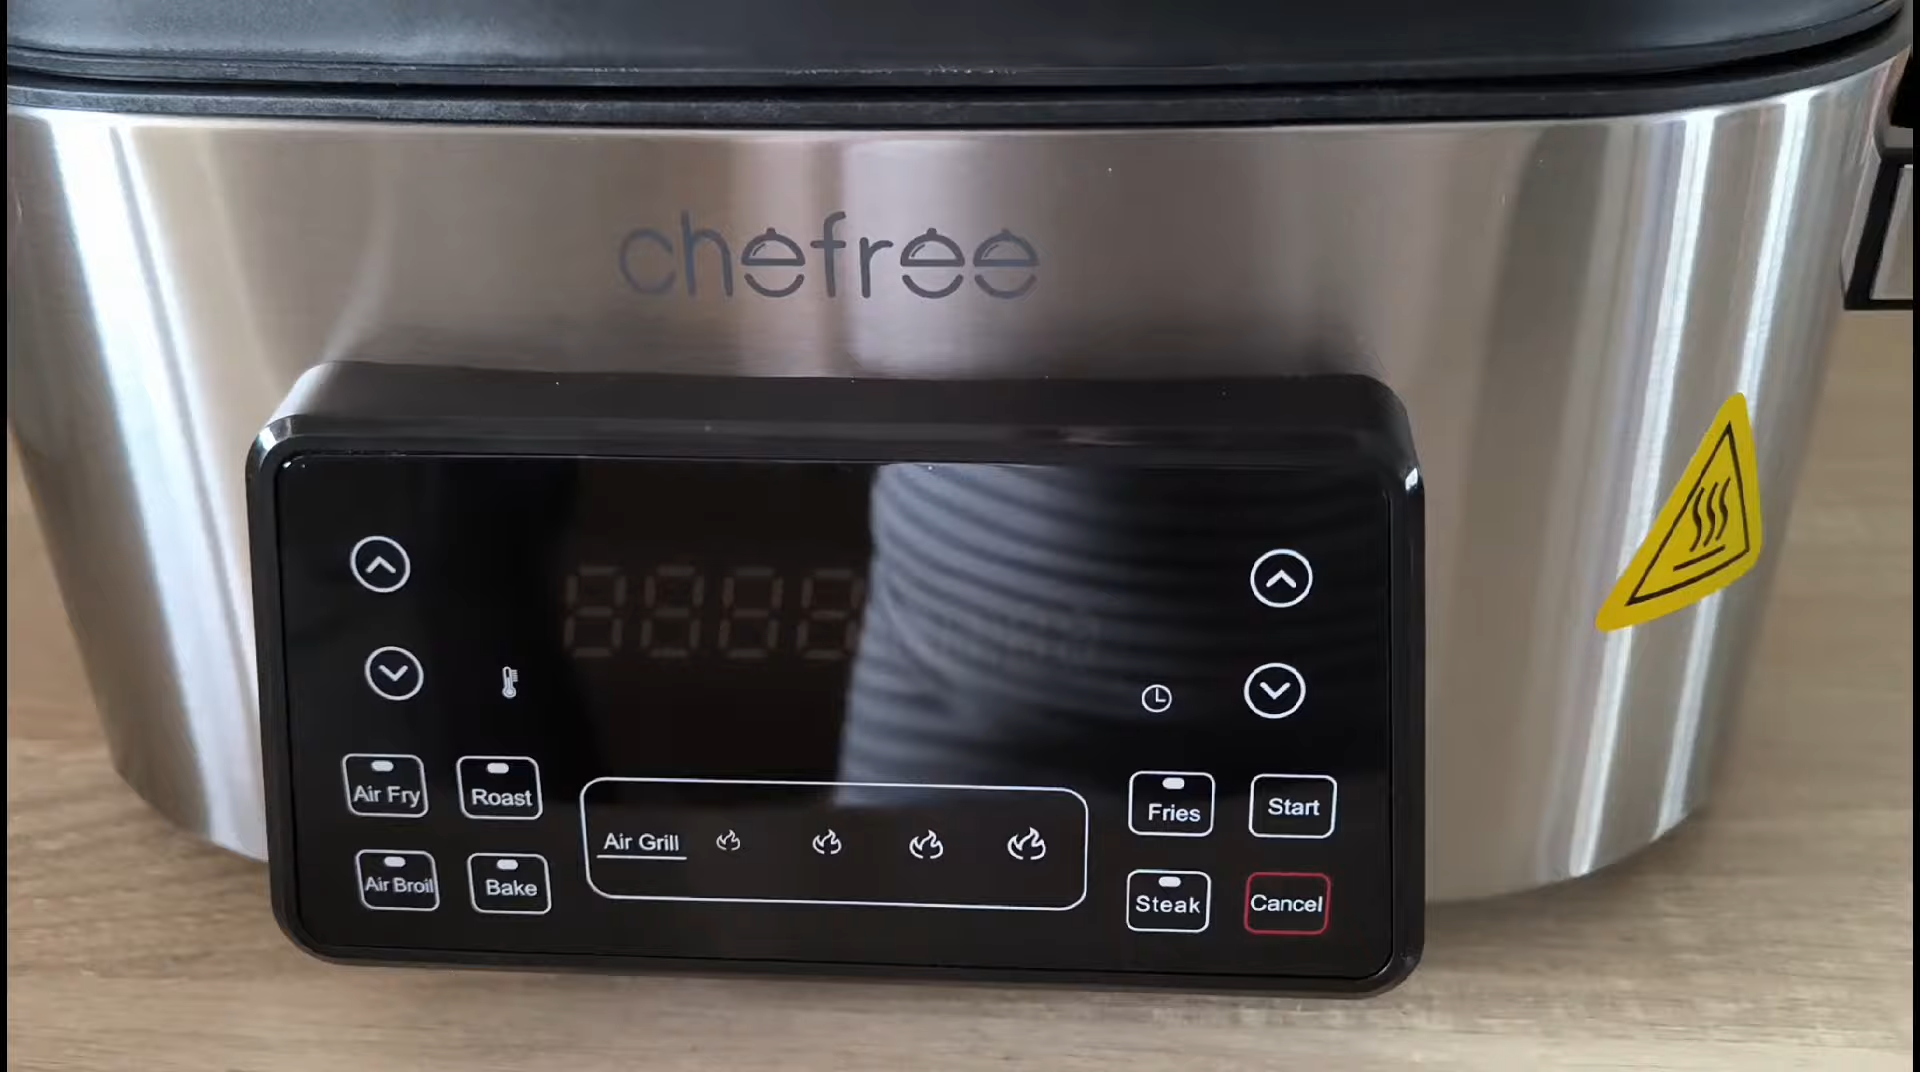 chefree
Air Fry
Roast
Air Broil
Bake
Air Grill
Fries
Start
Steak
Cancel